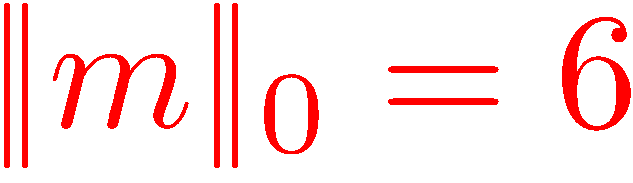 ‖m‖₀ = 6